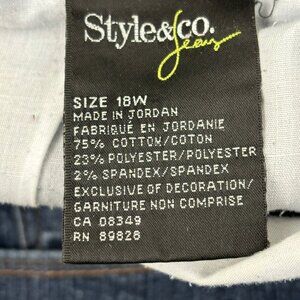 Style&co.
Jeans
SIZE 18W
MADE IN JORDAN
FABRIQUÉ EN JORDANIE
75% COTTON/COTON
23% POLYESTER/POLYESTER
2% SPANDEX/SPANDEX
EXCLUSIVE OF DECORATION/
GARNITURE NON COMPRISE
CA 08349
RN 89828